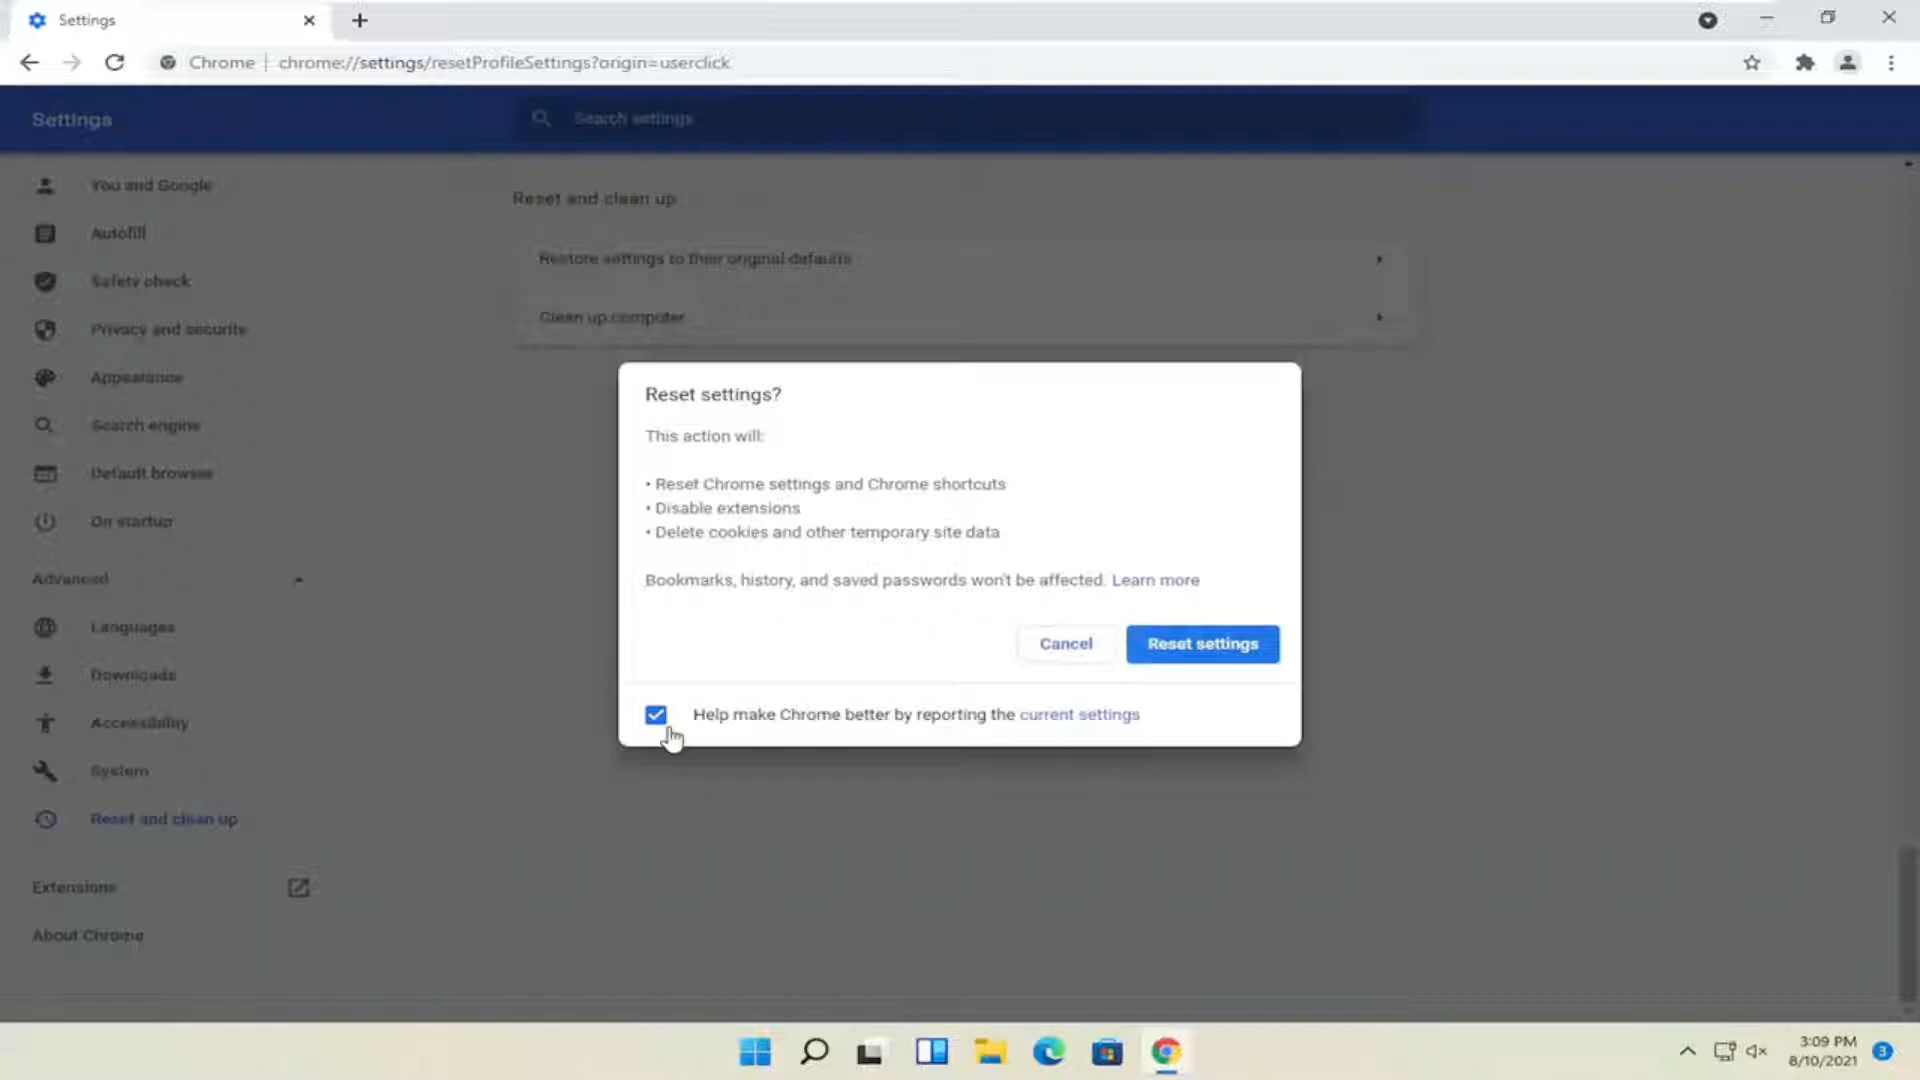 Settings
Chrome | chrome://settings/resetProfileSettings?origin=userclick
Settings
Search settings
You and Google
Autofill
Safety check
Privacy and security
Appearance
Search engine
Default browser
On startup
Advanced
Languages
Downloads
Accessibility
System
Reset and clean up
Extensions
About Chrome
Reset and clean up
Restore settings to their original defaults
Clean up computer
Reset settings?
This action will:
• Reset Chrome settings and Chrome shortcuts
• Disable extensions
• Delete cookies and other temporary site data
Bookmarks, history, and saved passwords won't be affected. Learn more
Cancel
Reset settings
Help make Chrome better by reporting the current settings
3:09 PM
8/10/2021
3